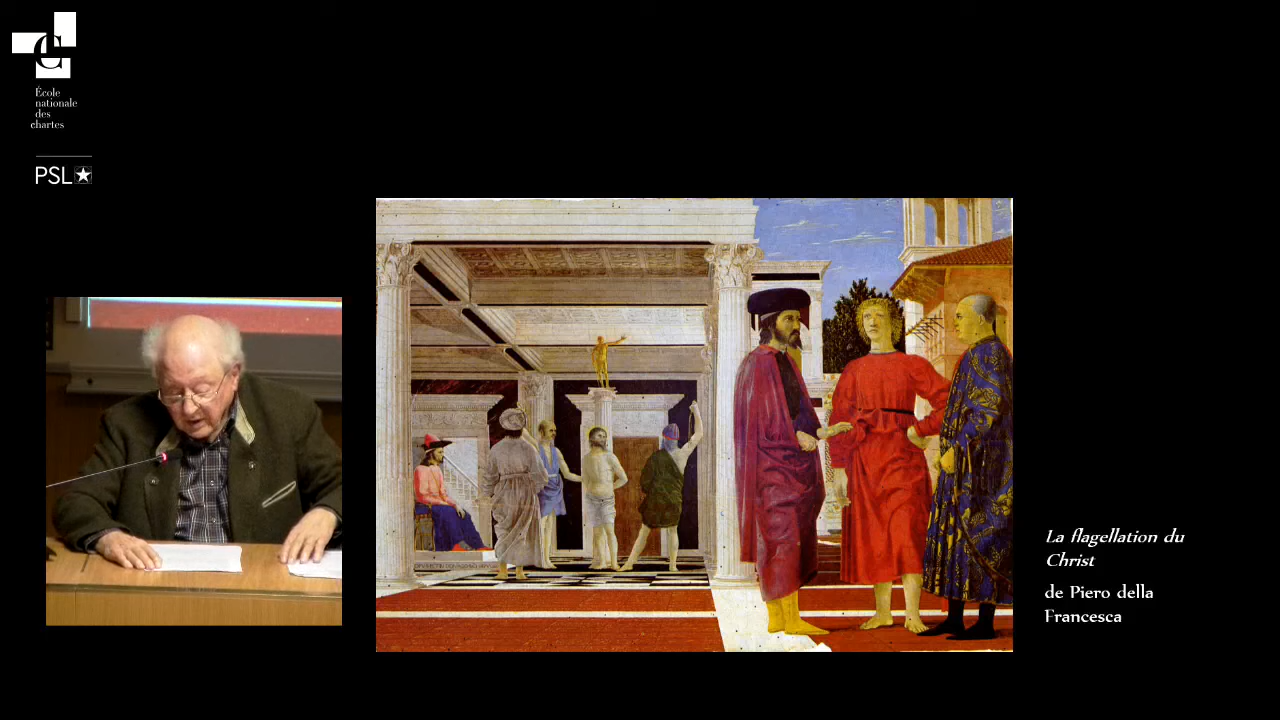 École
nationale
des
chartes
PSL
La flagellation du
Christ
de Piero della
Francesca